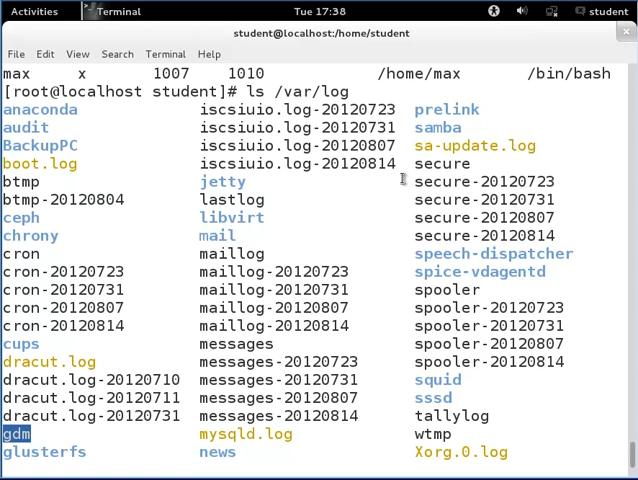 Activities Terminal Tue 17:38 student
student@localhost:/home/student
File Edit View Search Terminal Help
max x 1007 1010 /home/max /bin/bash
[root@localhost student]# ls /var/log
anaconda iscsiuio.log-20120723 prelink
audit iscsiuio.log-20120731 samba
BackupPC iscsiuio.log-20120807 sa-update.log
boot.log iscsiuio.log-20120814 secure
btmp jetty secure-20120723
btmp-20120804 lastlog secure-20120731
ceph libvirt secure-20120807
chrony mail secure-20120814
cron maillog speech-dispatcher
cron-20120723 maillog-20120723 spice-vdagentd
cron-20120731 maillog-20120731 spooler
cron-20120807 maillog-20120807 spooler-20120723
cron-20120814 maillog-20120814 spooler-20120731
cups messages spooler-20120807
dracut.log messages-20120723 spooler-20120814
dracut.log-20120710 messages-20120731 squid
dracut.log-20120711 messages-20120807 sssd
dracut.log-20120731 messages-20120814 tallylog
gdm mysqld.log wtmp
glusterfs news Xorg.0.log